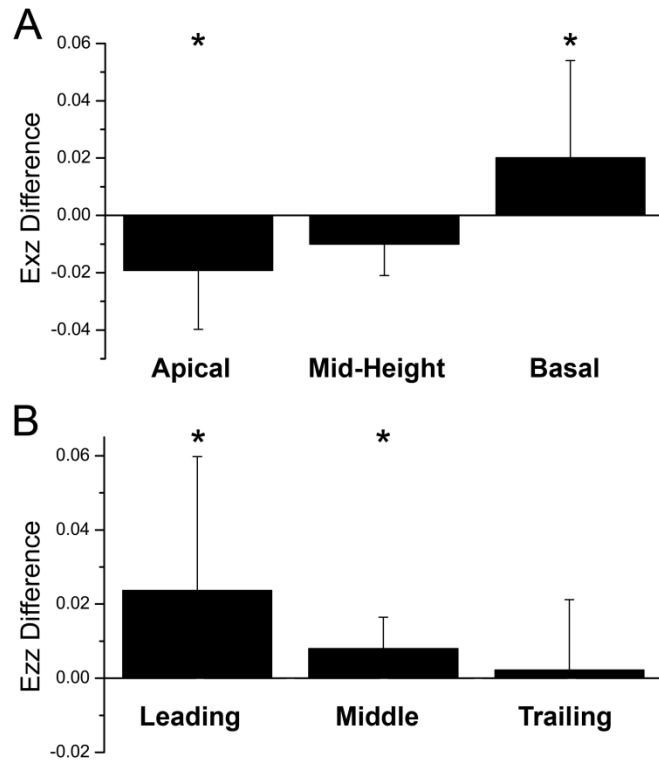 A
* *
0.06
0.04
0.02
0.00
-0.02
-0.04
Exz Difference
Apical Mid-Height Basal
B
* *
0.06
0.04
0.02
0.00
-0.02
Ezz Difference
Leading Middle Trailing